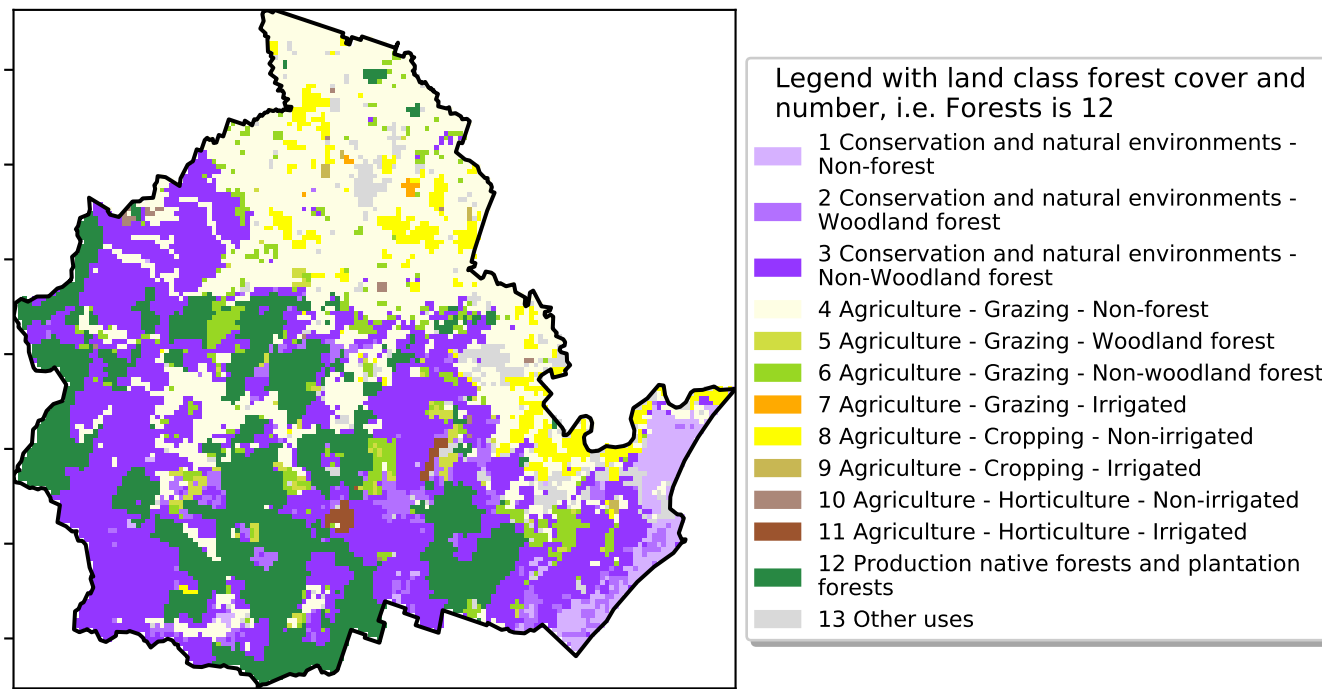 Legend with land class forest cover and
number, i.e. Forests is 12
1 Conservation and natural environments -
Non-forest
2 Conservation and natural environments -
Woodland forest
3 Conservation and natural environments -
Non-Woodland forest
4 Agriculture - Grazing - Non-forest
5 Agriculture - Grazing - Woodland forest
6 Agriculture - Grazing - Non-woodland forest
7 Agriculture - Grazing - Irrigated
8 Agriculture - Cropping - Non-irrigated
9 Agriculture - Cropping - Irrigated
10 Agriculture - Horticulture - Non-irrigated
11 Agriculture - Horticulture - Irrigated
12 Production native forests and plantation
forests
13 Other uses